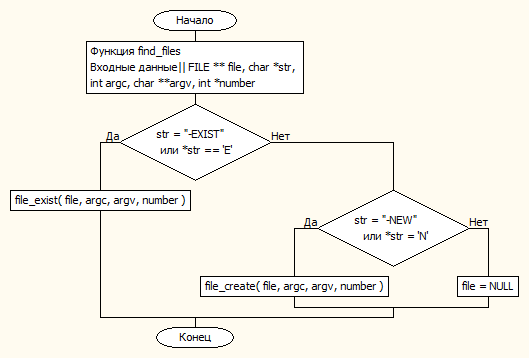 Начало
Функция find_files
Входные данные|| FILE ** file, char *str,
int argc, char **argv, int *number
str = "-EXIST"
или *str == 'E'
Да
Нет
file_exist( file, argc, argv, number )
str = "-NEW"
или *str = 'N'
Да
Нет
file_create( file, argc, argv, number )
file = NULL
Конец